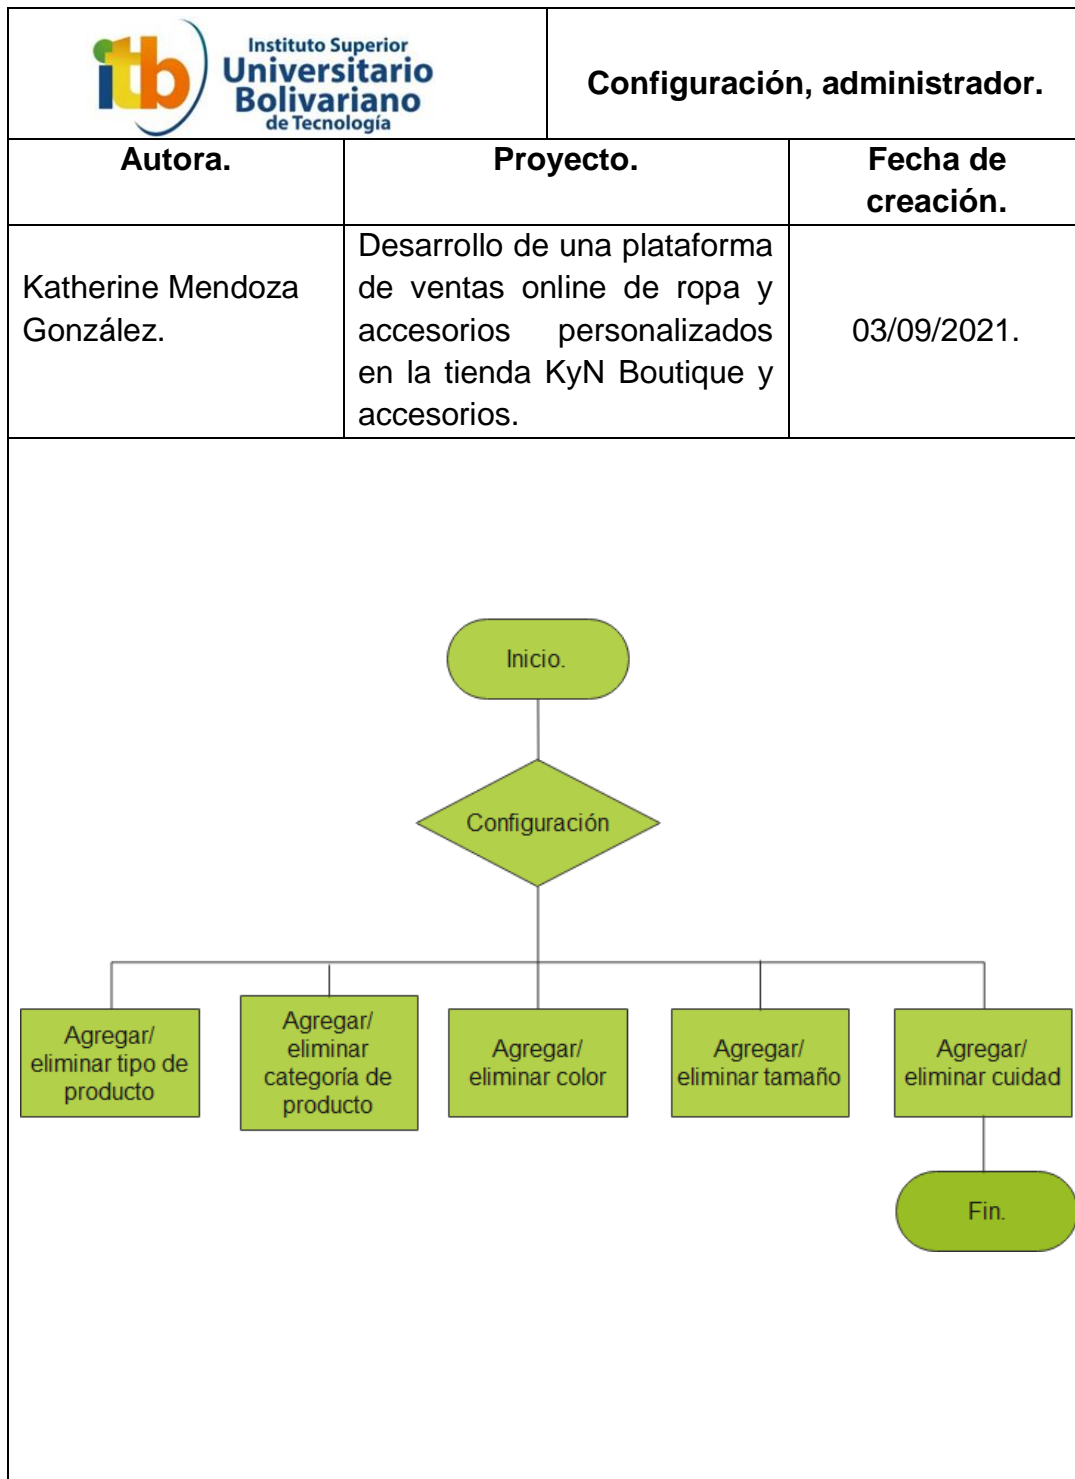 itb
Instituto Superior
Universitario
Bolivariano
de Tecnología
Configuración, administrador.
Autora.
Proyecto.
Fecha de
creación.
Katherine Mendoza
González.
Desarrollo de una plataforma
de ventas online de ropa y
accesorios personalizados
en la tienda KyN Boutique y
accesorios.
03/09/2021.
Inicio.
Configuración
Agregar/
eliminar tipo de
producto
Agregar/
eliminar
categoría de
producto
Agregar/
eliminar color
Agregar/
eliminar tamaño
Agregar/
eliminar cuidad
Fin.